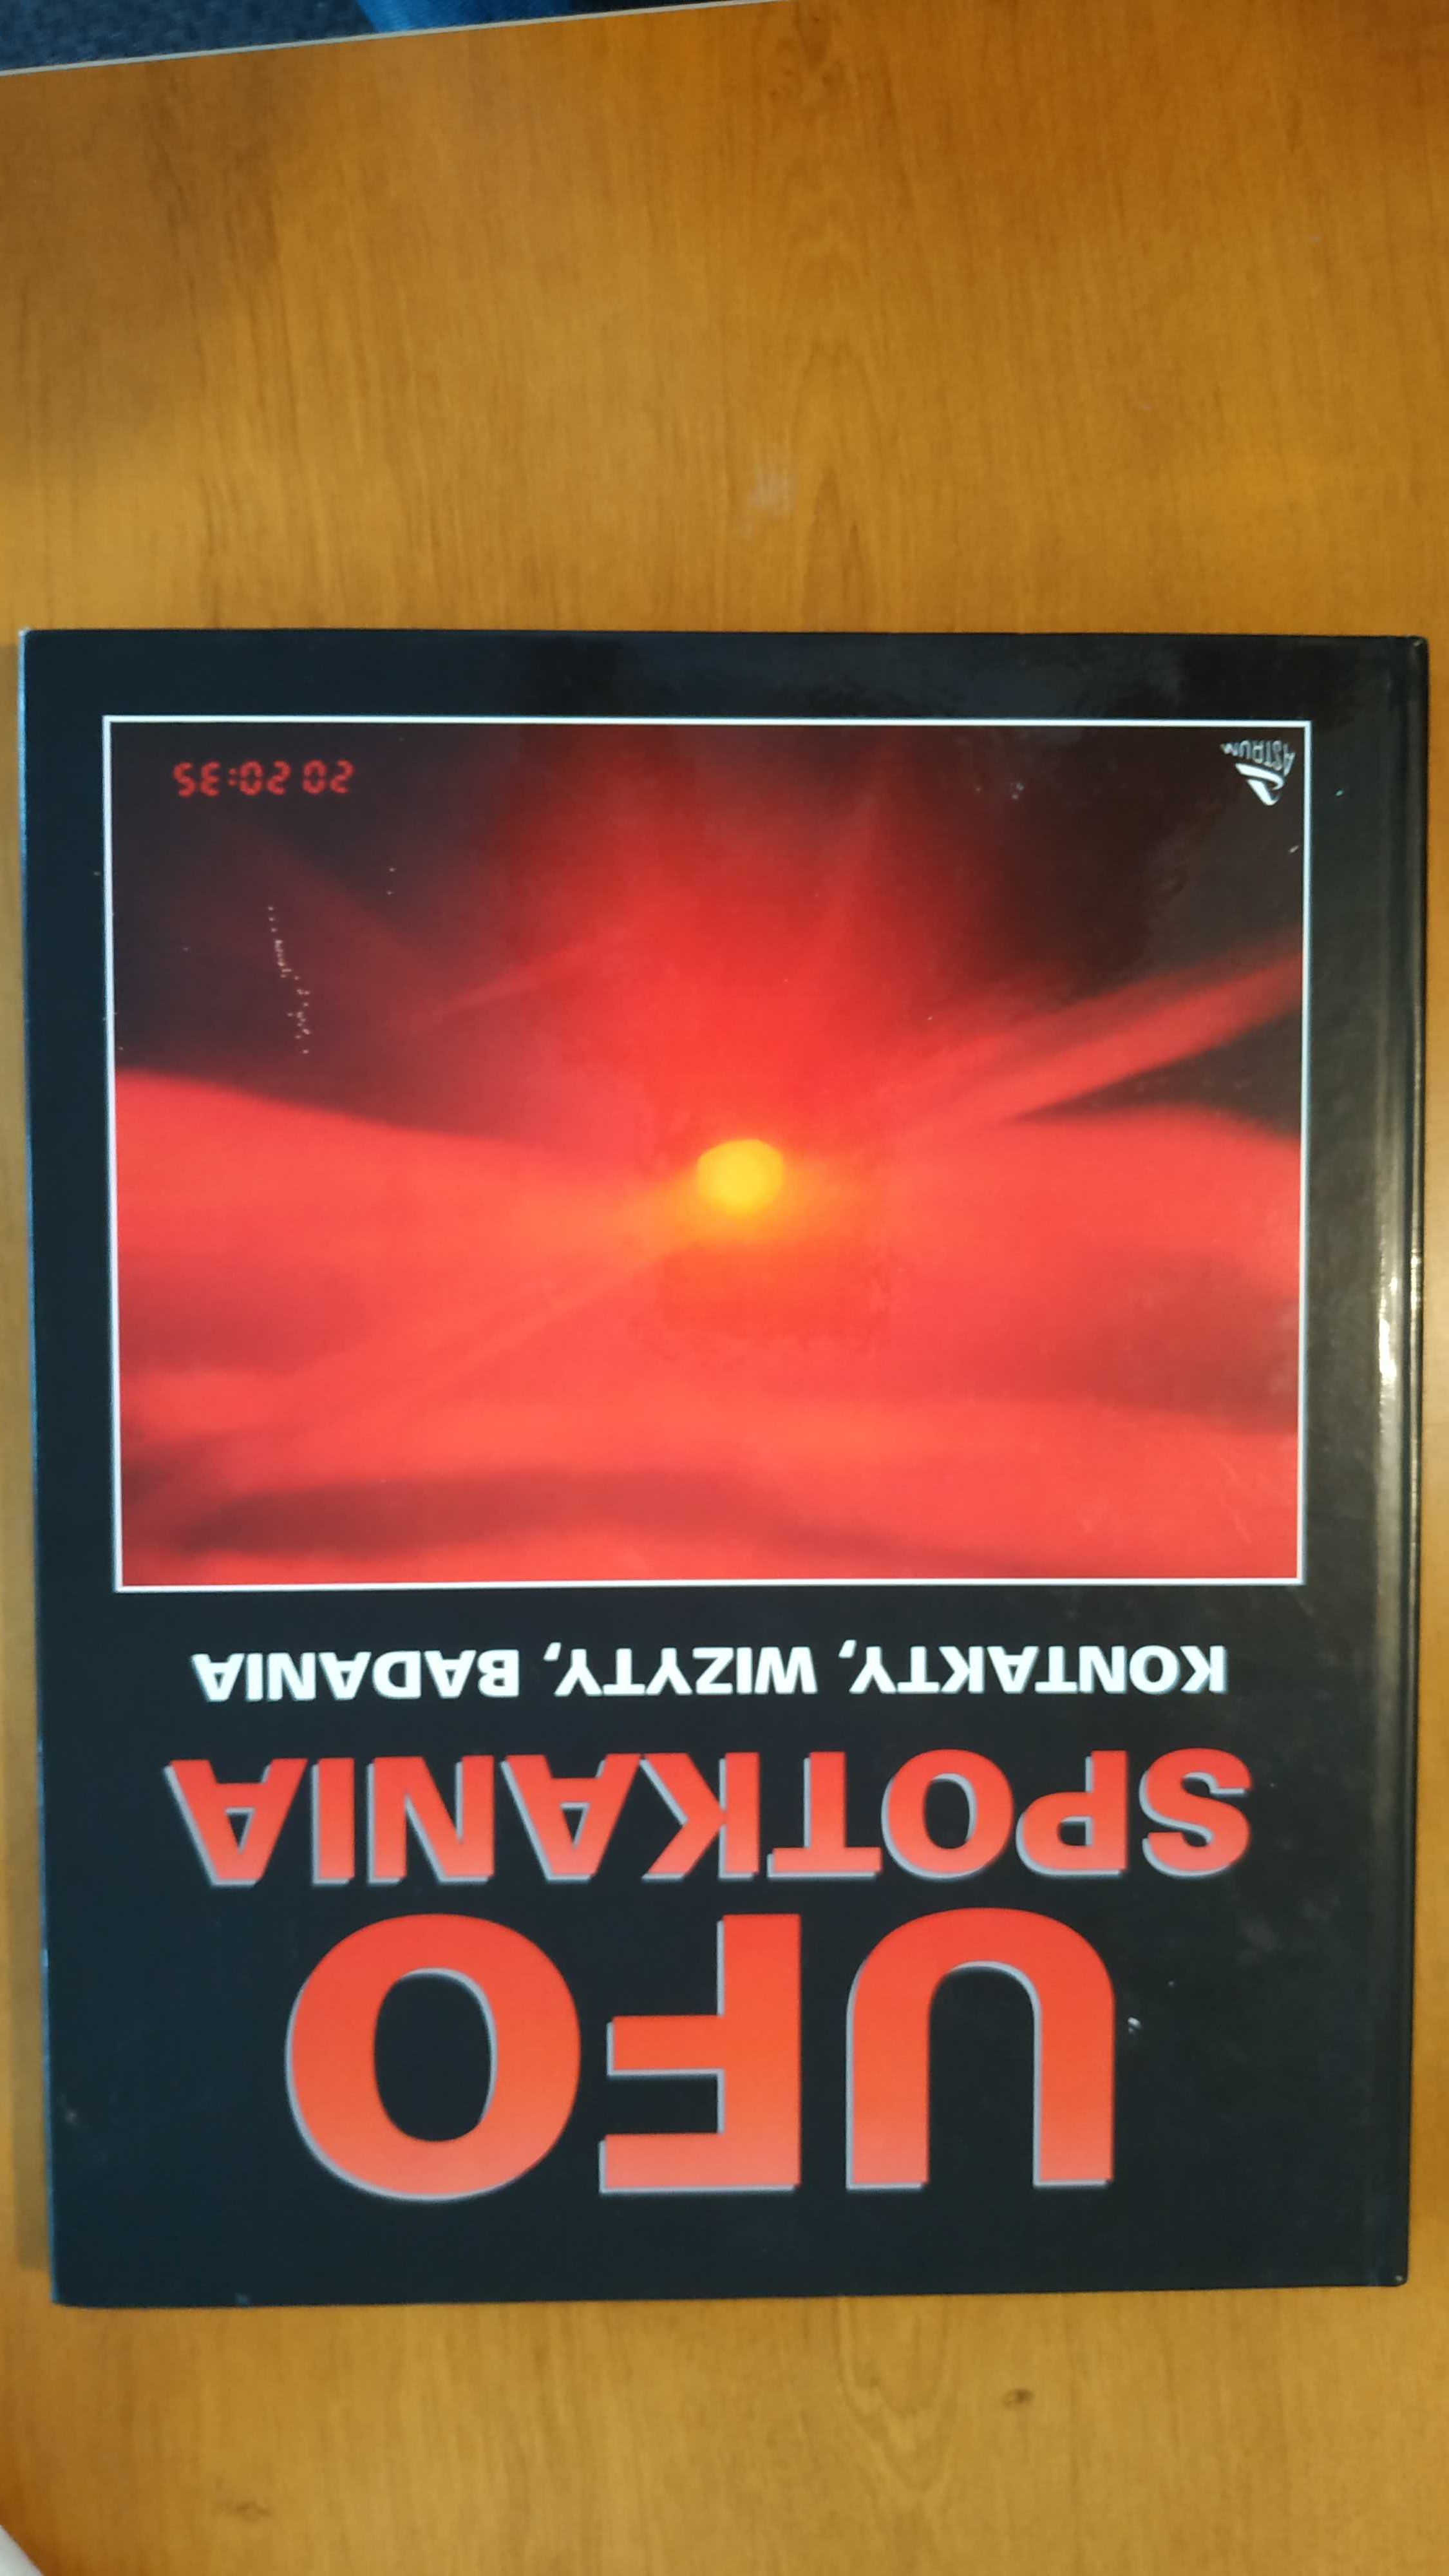 UFO
SPOTKANIA
KONTAKTY, WIZYTY, BADANIA
ASTRUM
20 20:35